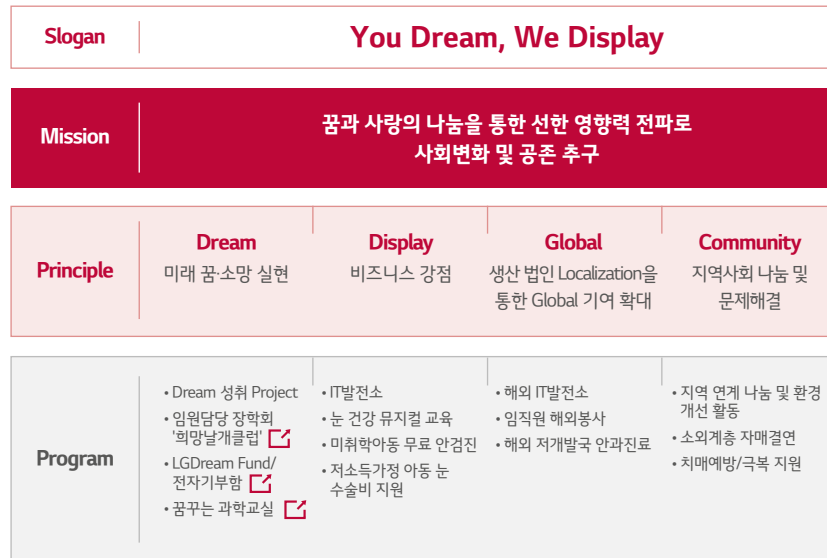 Slogan
You Dream, We Display
Mission
꿈과 사랑의 나눔을 통한 선한 영향력 전파로
사회변화 및 공존 추구
Principle
Dream
미래 꿈·소망 실현
Display
비즈니스 강점
Global
생산 법인 Localization을
통한 Global 기여 확대
Community
지역사회 나눔 및
문제해결
Program
• Dream 성취 Project
• 임원담당 장학회
'희망날개클럽'
• LGDream Fund/
전자기부함
• 꿈꾸는 과학교실
• IT발전소
• 눈 건강 뮤지컬 교육
• 미취학아동 무료 안검진
• 저소득가정 아동 눈
수술비 지원
• 해외 IT발전소
• 임직원 해외봉사
• 해외 저개발국 안과진료
• 지역 연계 나눔 및 환경
개선 활동
• 소외계층 자매결연
• 치매예방/극복 지원